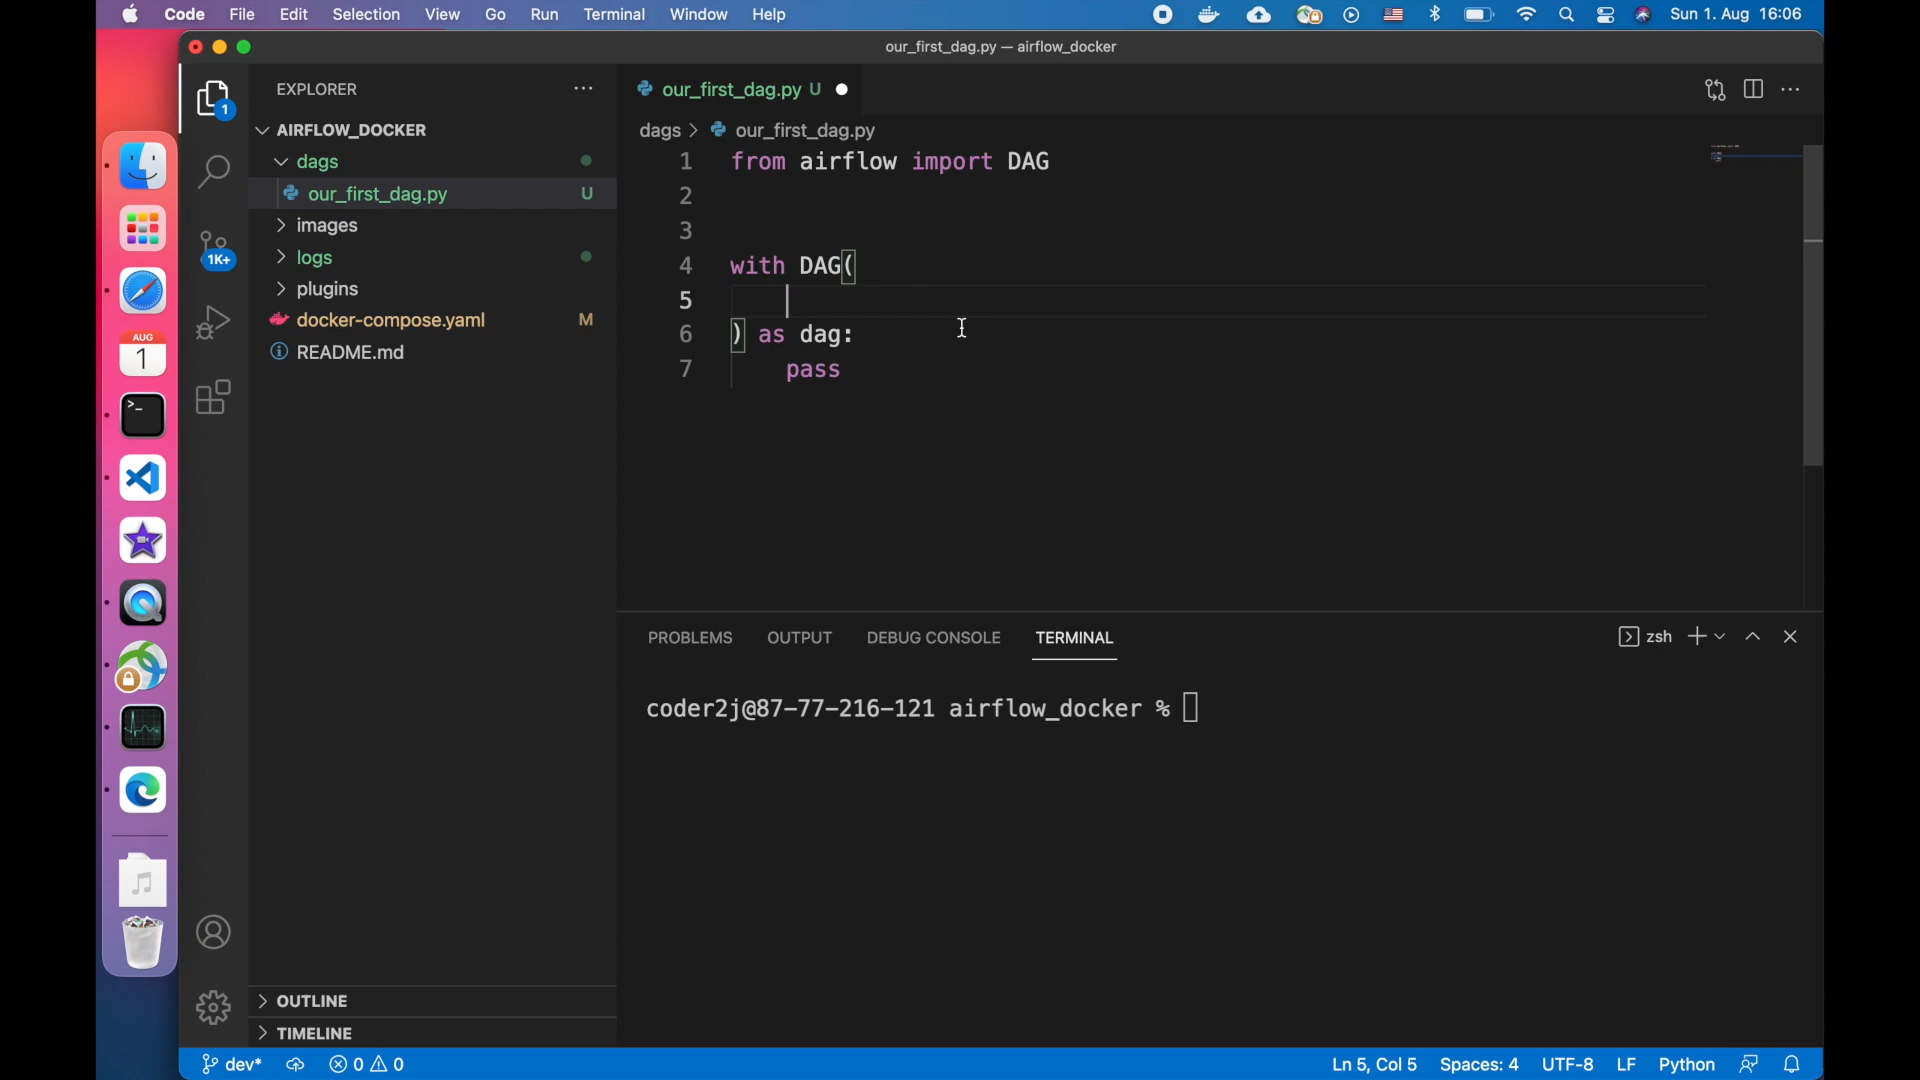 Code File Edit Selection View Go Run Terminal Window Help Sun 1. Aug 16:06
our_first_dag.py — airflow_docker
EXPLORER
our_first_dag.py U
1
AIRFLOW_DOCKER
dags > our_first_dag.py
dags
our_first_dag.py U
images
logs
plugins
docker-compose.yaml M
README.md
1K+
AUG
1
1 from airflow import DAG
2
3
4 with DAG(
5
6 ) as dag:
7 pass
PROBLEMS OUTPUT DEBUG CONSOLE TERMINAL zsh
coder2j@87-77-216-121 airflow_docker %
OUTLINE
TIMELINE
dev* 0 0 Ln 5, Col 5 Spaces: 4 UTF-8 LF Python